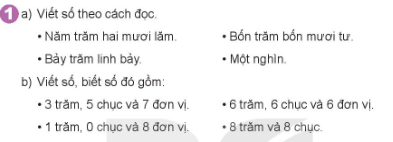 1 a) Viết số theo cách đọc.
• Năm trăm hai mươi lăm. • Bốn trăm bốn mươi tư.
• Bảy trăm linh bảy. • Một nghìn.
b) Viết số, biết số đó gồm:
• 3 trăm, 5 chục và 7 đơn vị. • 6 trăm, 6 chục và 6 đơn vị.
• 1 trăm, 0 chục và 8 đơn vị. • 8 trăm và 8 chục.